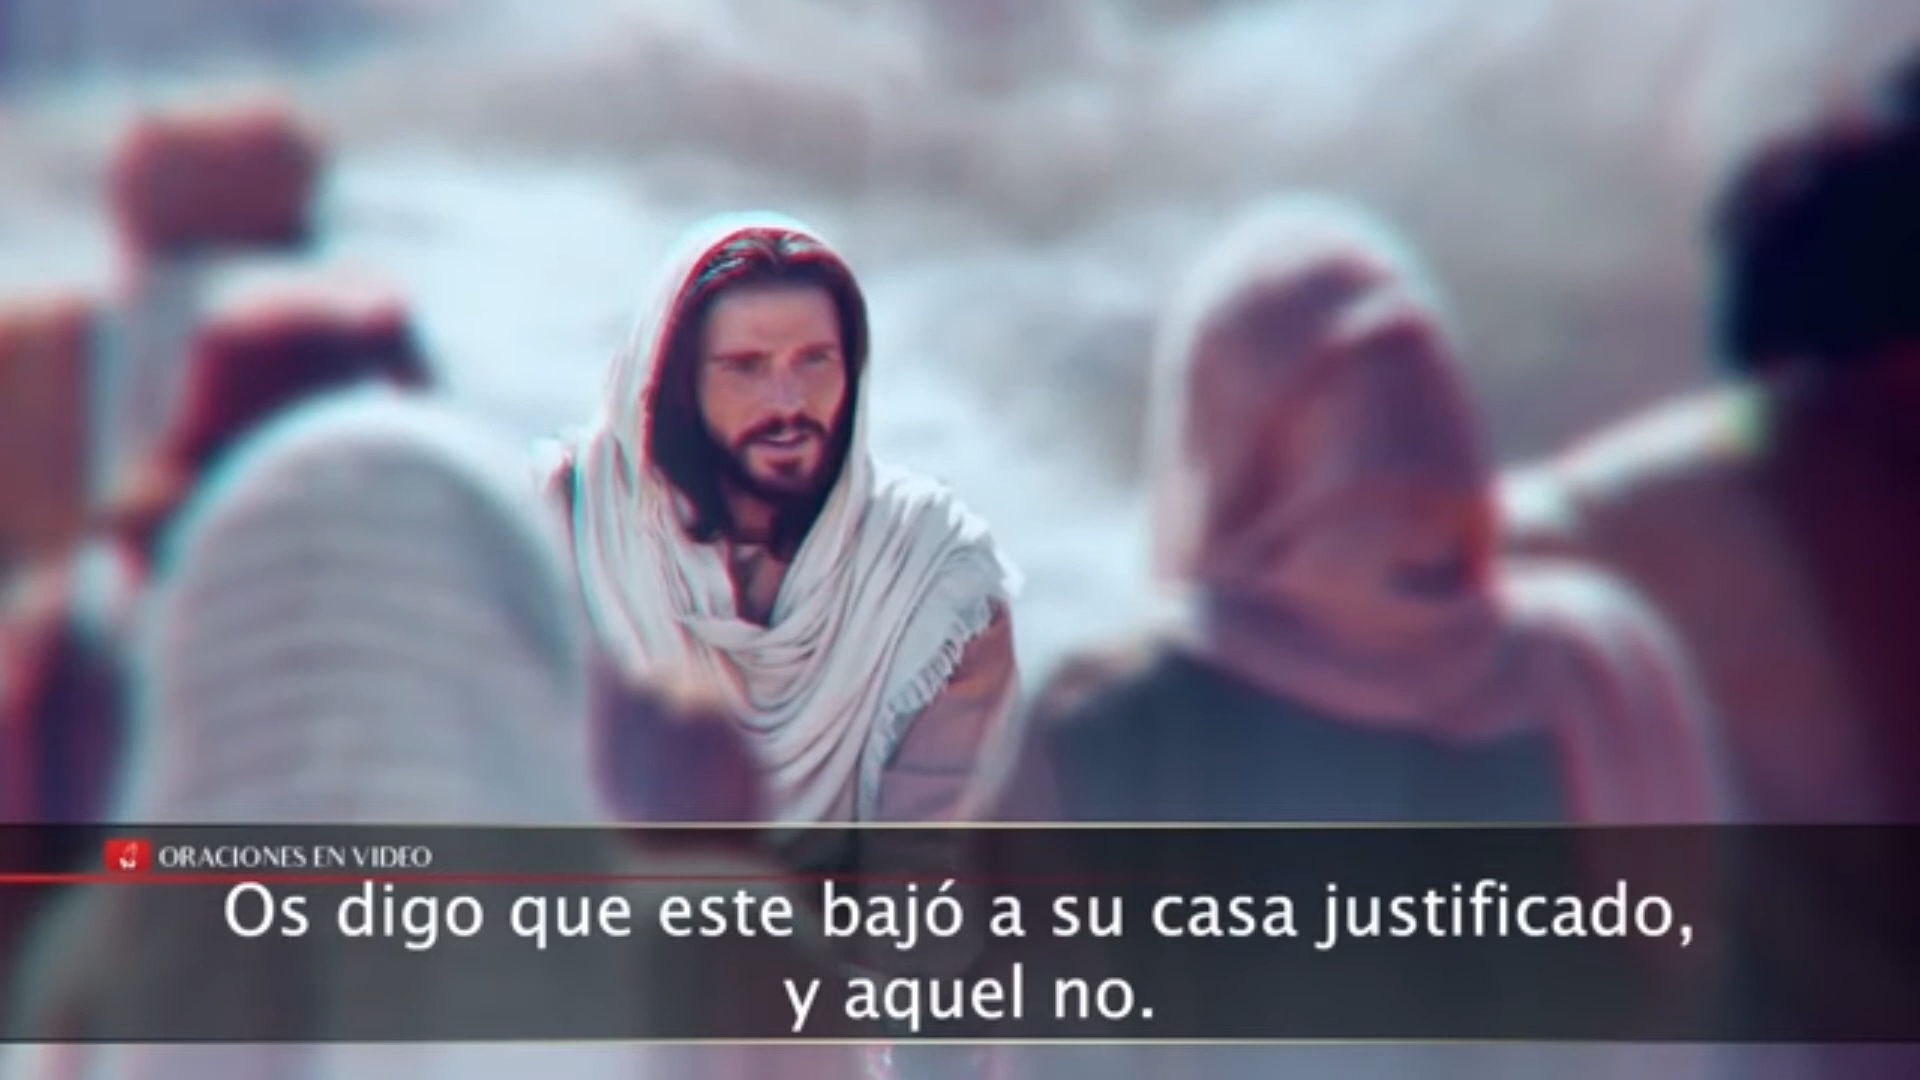 ORACIONES EN VIDEO
Os digo que este bajó a su casa justificado,
y aquel no.